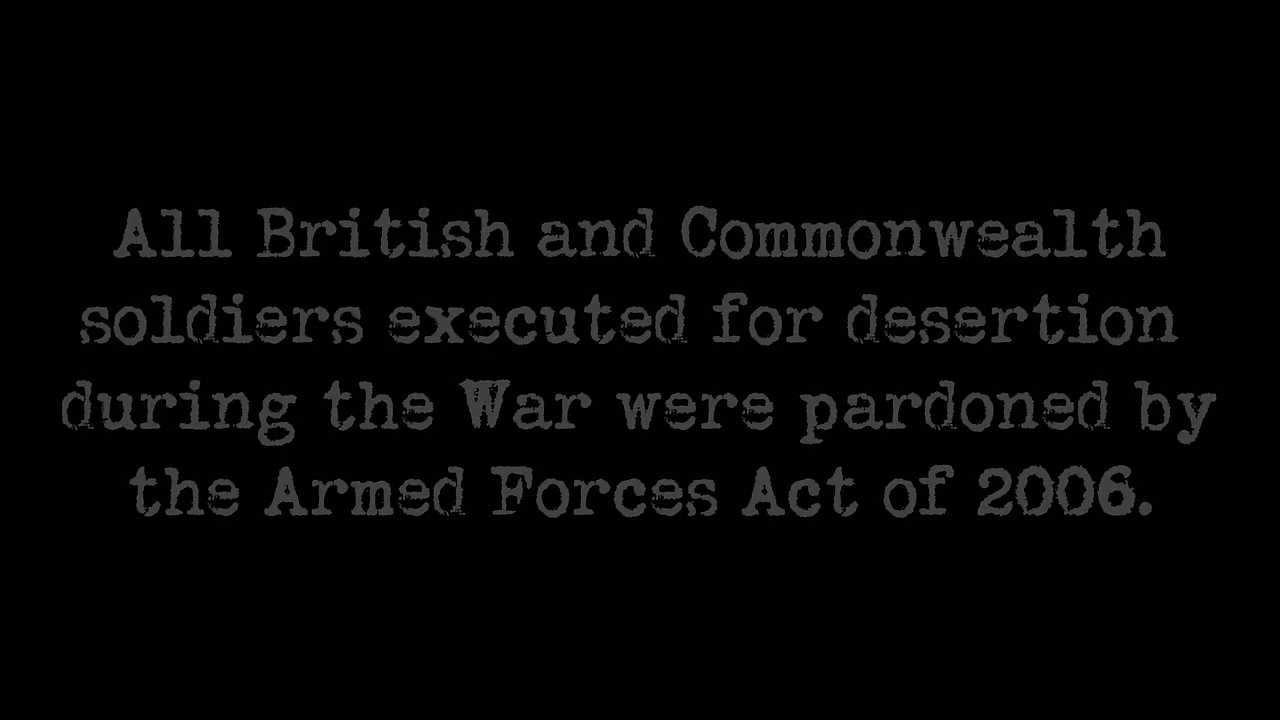 All British and Commonwealth
soldiers executed for desertion
during the War were pardoned by
the Armed Forces Act of 2006.